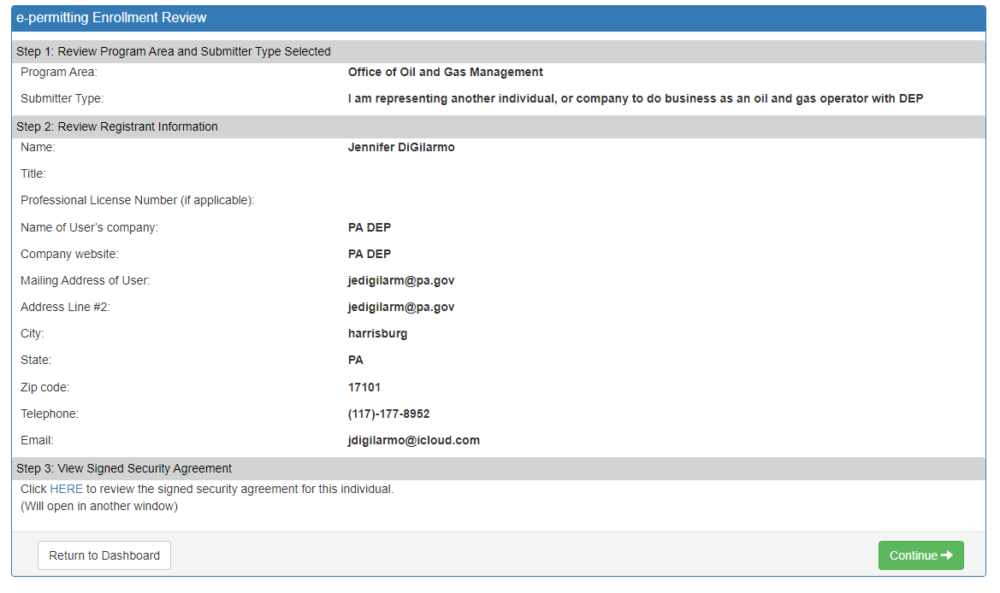 e-permitting Enrollment Review
Step 1: Review Program Area and Submitter Type Selected
Program Area: Office of Oil and Gas Management
Submitter Type: I am representing another individual, or company to do business as an oil and gas operator with DEP
Step 2: Review Registrant Information
Name: Jennifer DiGilarmo
Title:
Professional License Number (if applicable):
Name of User's company: PA DEP
Company website: PA DEP
Mailing Address of User: jedigilarm@pa.gov
Address Line #2: jedigilarm@pa.gov
City: harrisburg
State: PA
Zip code: 17101
Telephone: (117)-177-8952
Email: jdigilarmo@icloud.com
Step 3: View Signed Security Agreement
Click HERE to review the signed security agreement for this individual.
(Will open in another window)
Return to Dashboard Continue